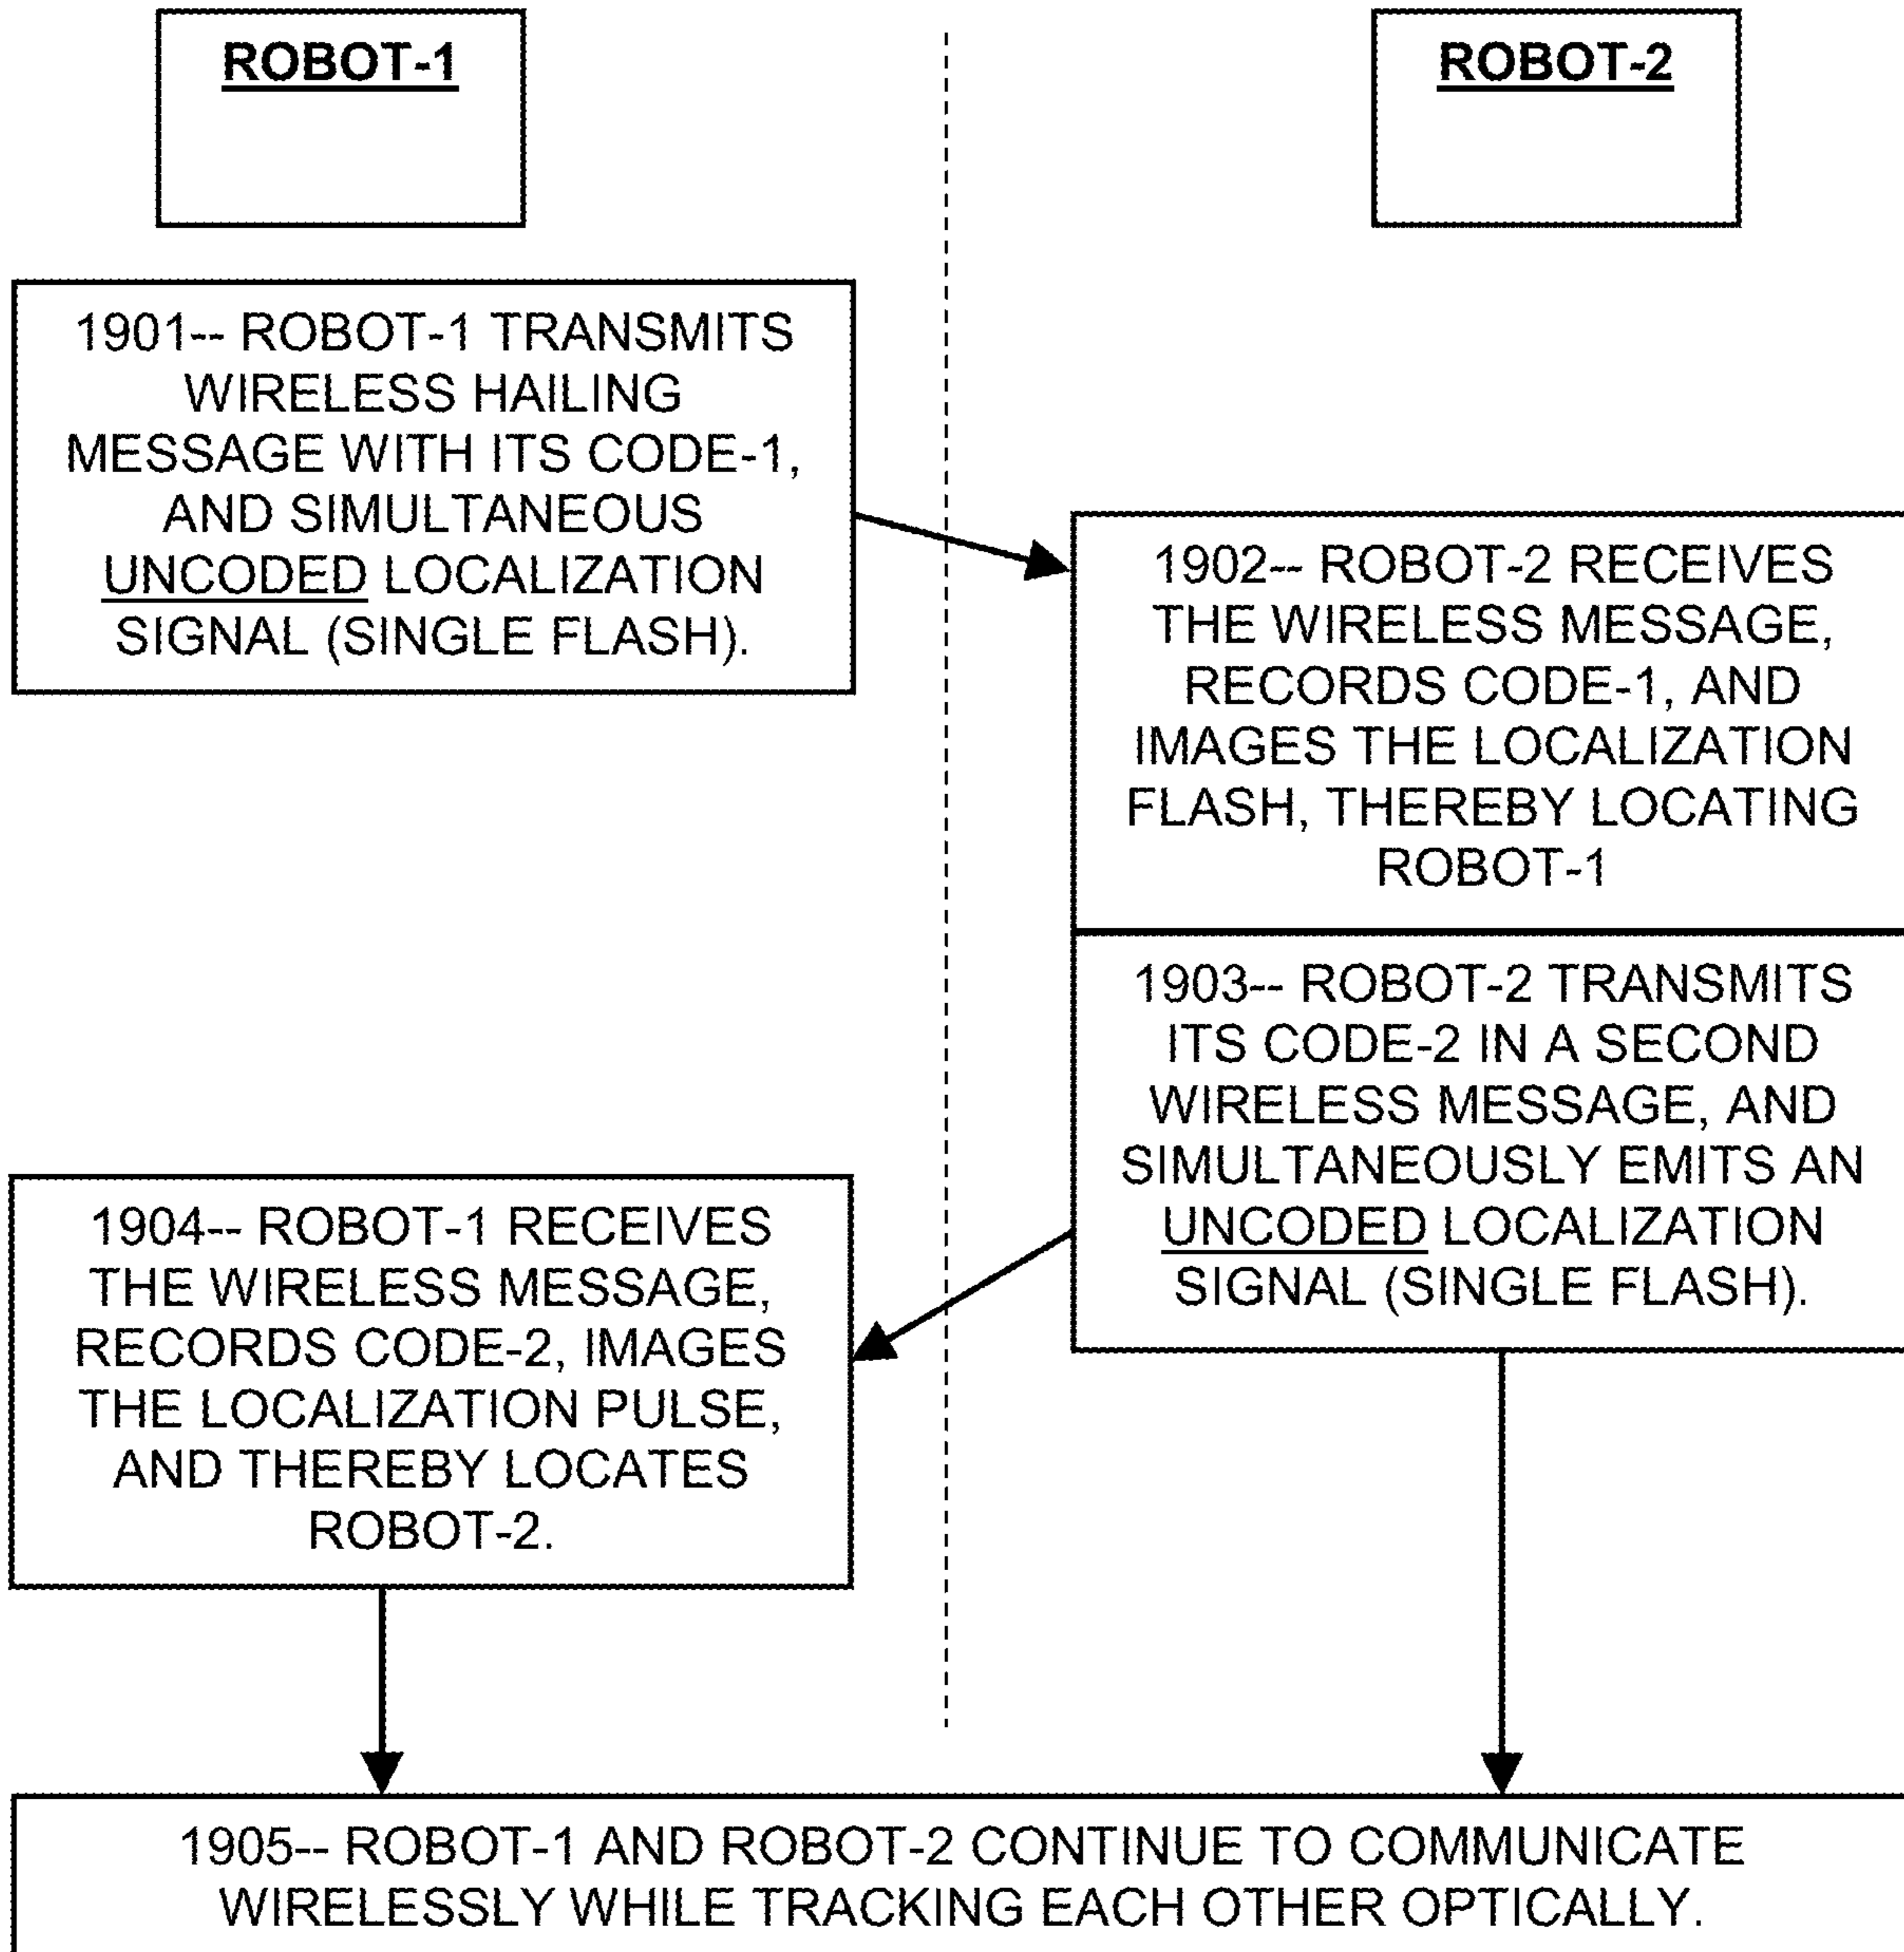 ROBOT-1
ROBOT-2
1901-- ROBOT-1 TRANSMITS
WIRELESS HAILING
MESSAGE WITH ITS CODE-1,
AND SIMULTANEOUS
UNCODED LOCALIZATION
SIGNAL (SINGLE FLASH).
1902-- ROBOT-2 RECEIVES
THE WIRELESS MESSAGE,
RECORDS CODE-1, AND
IMAGES THE LOCALIZATION
FLASH, THEREBY LOCATING
ROBOT-1
1903-- ROBOT-2 TRANSMITS
ITS CODE-2 IN A SECOND
WIRELESS MESSAGE, AND
SIMULTANEOUSLY EMITS AN
UNCODED LOCALIZATION
SIGNAL (SINGLE FLASH).
1904-- ROBOT-1 RECEIVES
THE WIRELESS MESSAGE,
RECORDS CODE-2, IMAGES
THE LOCALIZATION PULSE,
AND THEREBY LOCATES
ROBOT-2.
1905-- ROBOT-1 AND ROBOT-2 CONTINUE TO COMMUNICATE
WIRELESSLY WHILE TRACKING EACH OTHER OPTICALLY.